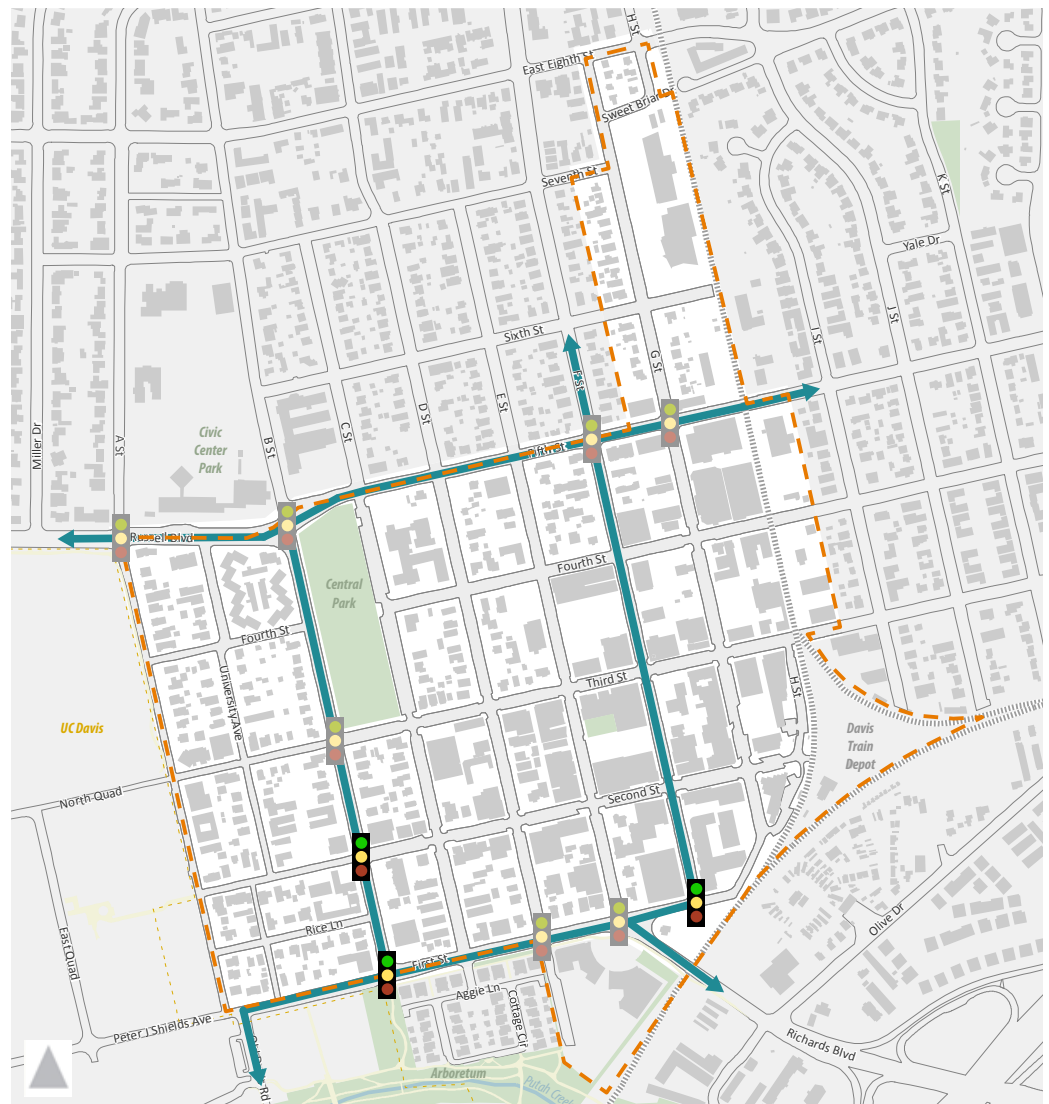 H St
East Eighth St
Sweet Briar Dr
Seventh St
K St
Yale Dr
J St
I St
Sixth St
G St
F St
E St
D St
C St
B St
A St
Miller Dr
Civic
Center
Park
Fifth St
Russell Blvd
Fourth St
Central
Park
Fourth St
University Ave
Third St
H St
UC Davis
Davis
Train
Depot
North Quad
Second St
Olive Dr
East Quad
Rice Ln
First St
Aggie Ln
Cottage Cir
Peter J Shields Ave
Rd
Richards Blvd
Arboretum
Putah Creek